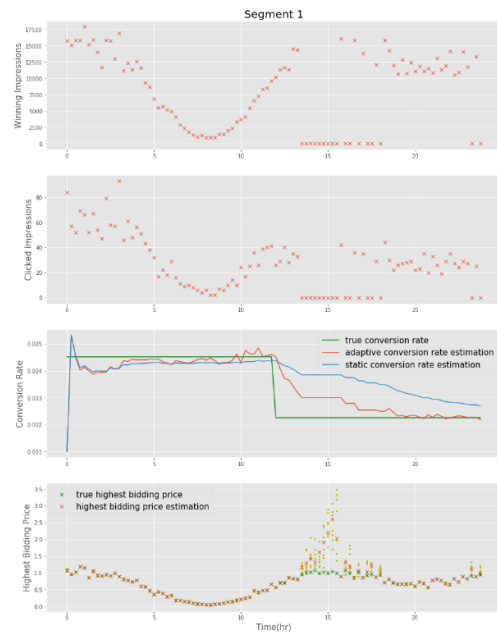 Segment 1
Winning Impressions
17500
15000
12500
10000
7500
5000
2500
0
0 5 10 15 20
Clicked Impressions
80
60
40
20
0
0 5 10 15 20
Conversion Rate
0.005
0.004
0.003
0.002
0.001
true conversion rate
adaptive conversion rate estimation
static conversion rate estimation
0 5 10 15 20
Highest Bidding Price
3.5
3.0
2.5
2.0
1.5
1.0
0.5
0.0
true highest bidding price
highest bidding price estimation
0 5 10 15 20
Time(hr)